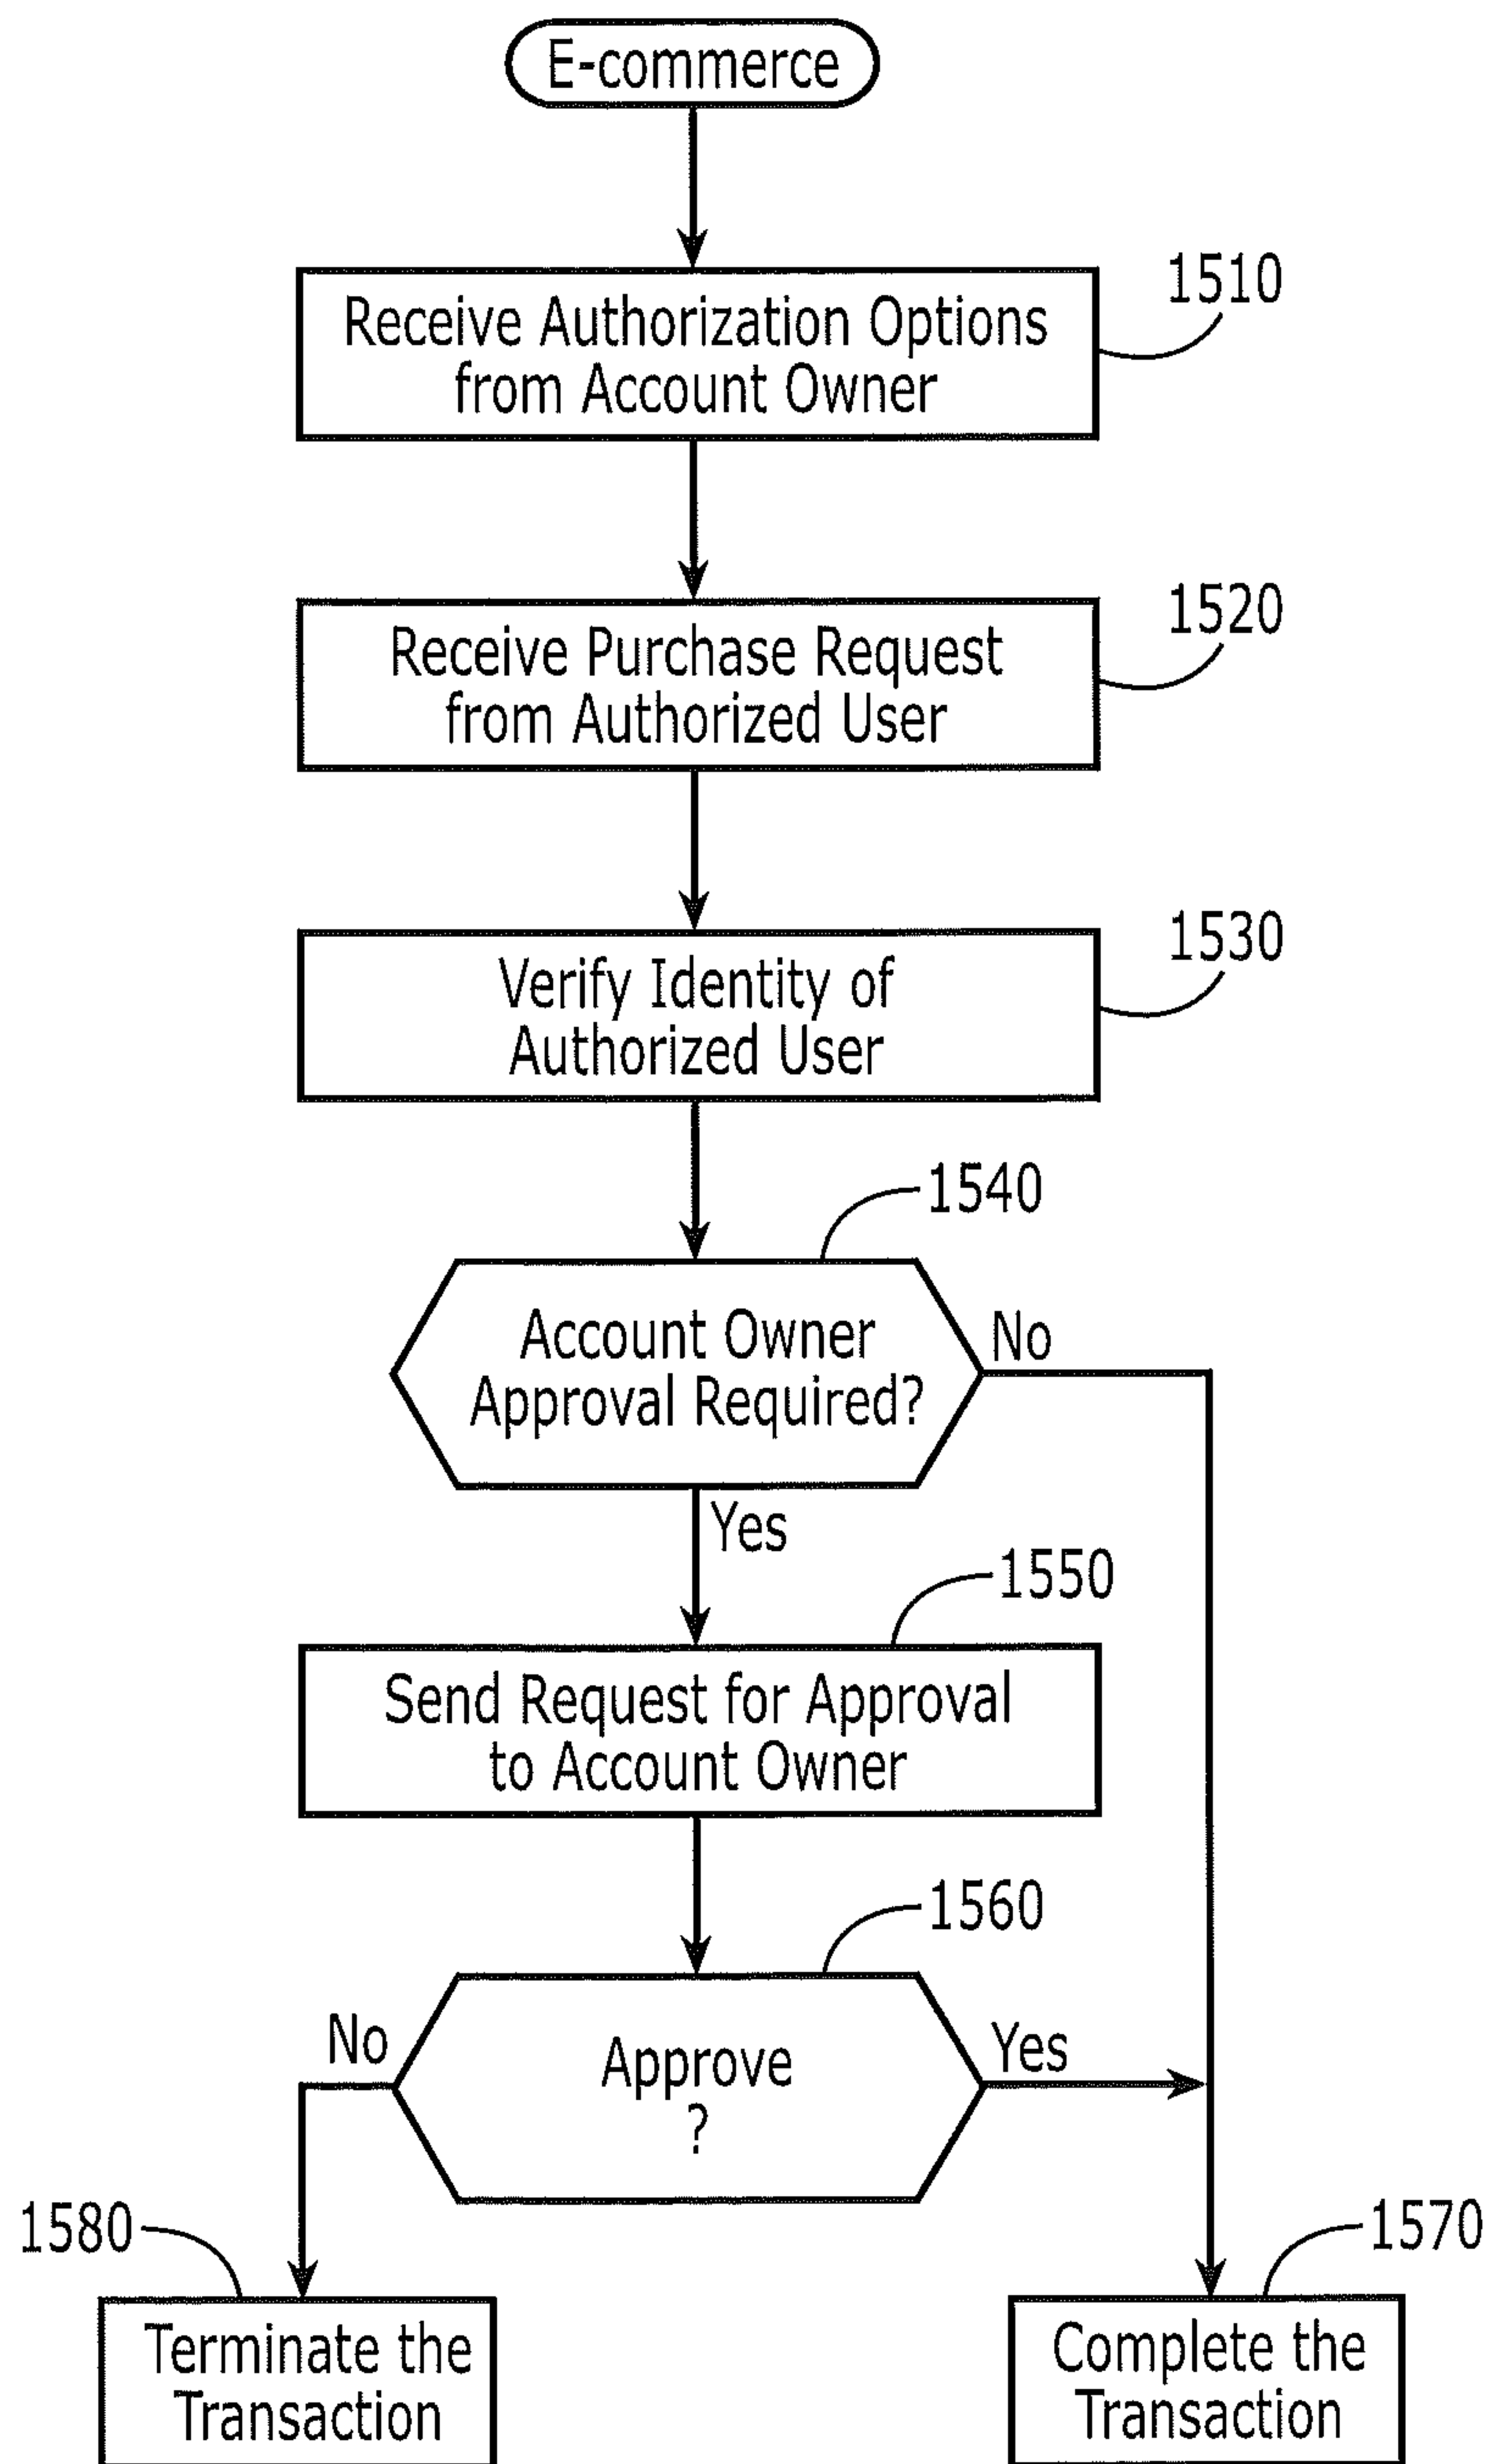 E-commerce
Receive Authorization Options
from Account Owner
1510
Receive Purchase Request
from Authorized User
1520
Verify Identity of
Authorized User
1530
1540
Account Owner
Approval Required?
No
Yes
1550
Send Request for Approval
to Account Owner
1560
No
Approve
?
Yes
1580
1570
Terminate the
Transaction
Complete the
Transaction